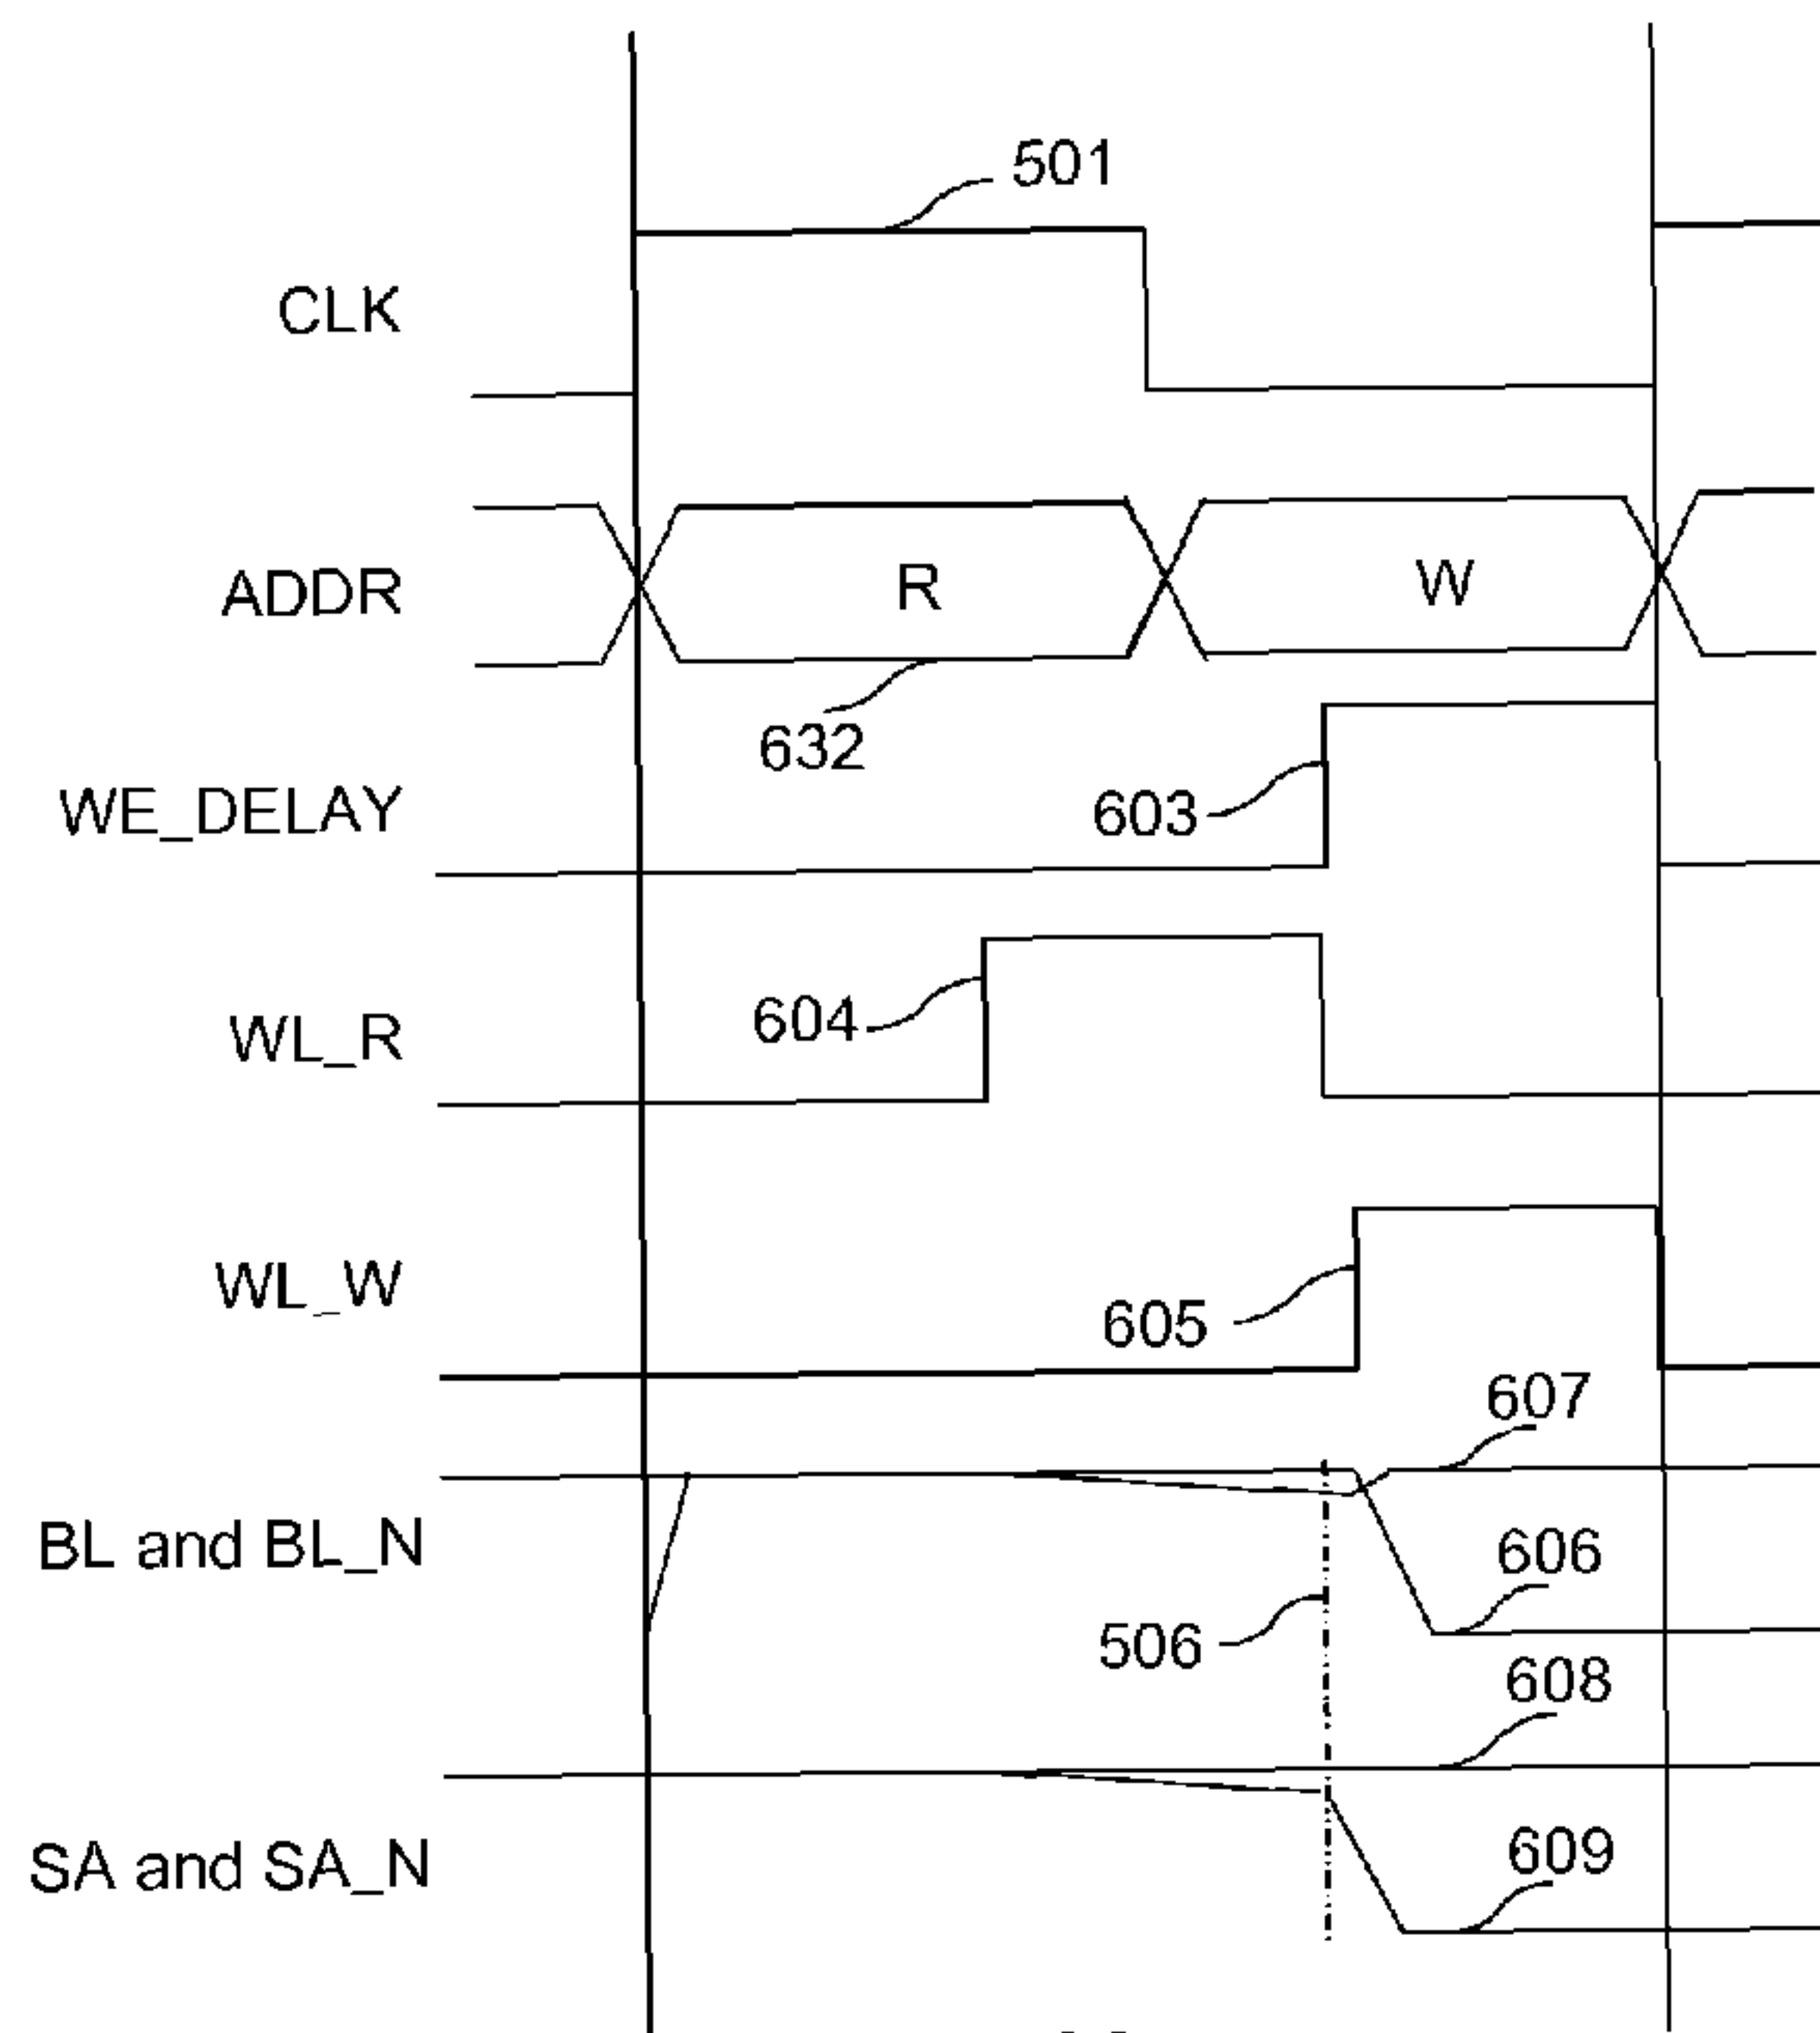 501
CLK
ADDR
R
W
632
WE_DELAY
603
WL_R
604
WL_W
605
607
BL and BL_N
606
506
608
SA and SA_N
609